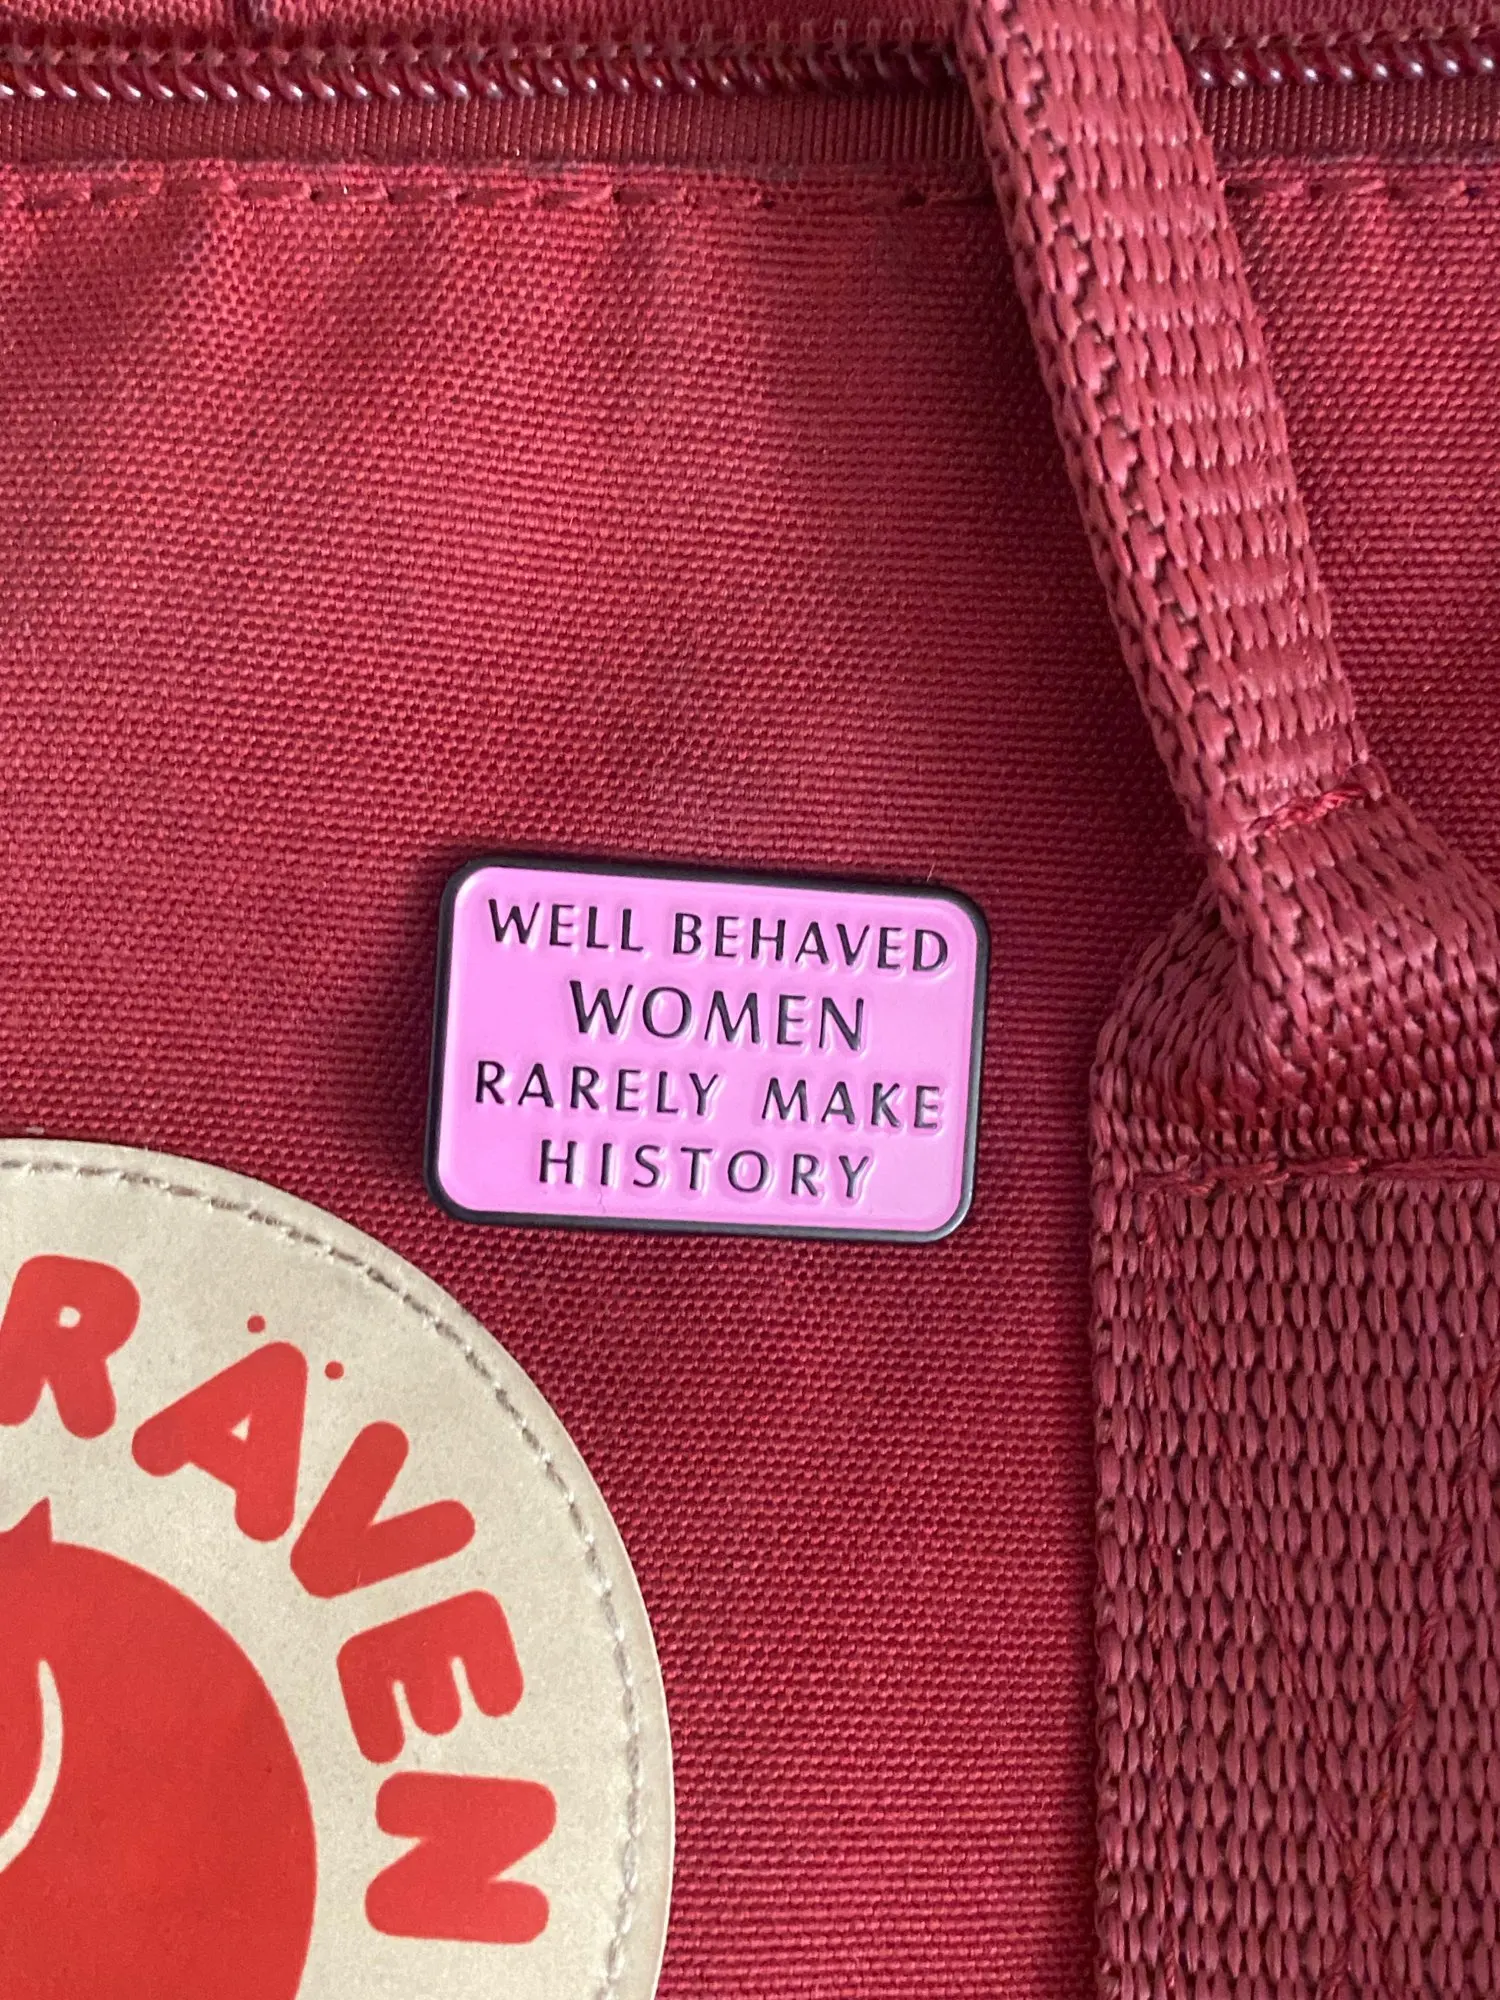 WELL BEHAVED
WOMEN
RARELY MAKE
HISTORY
RÄVEN